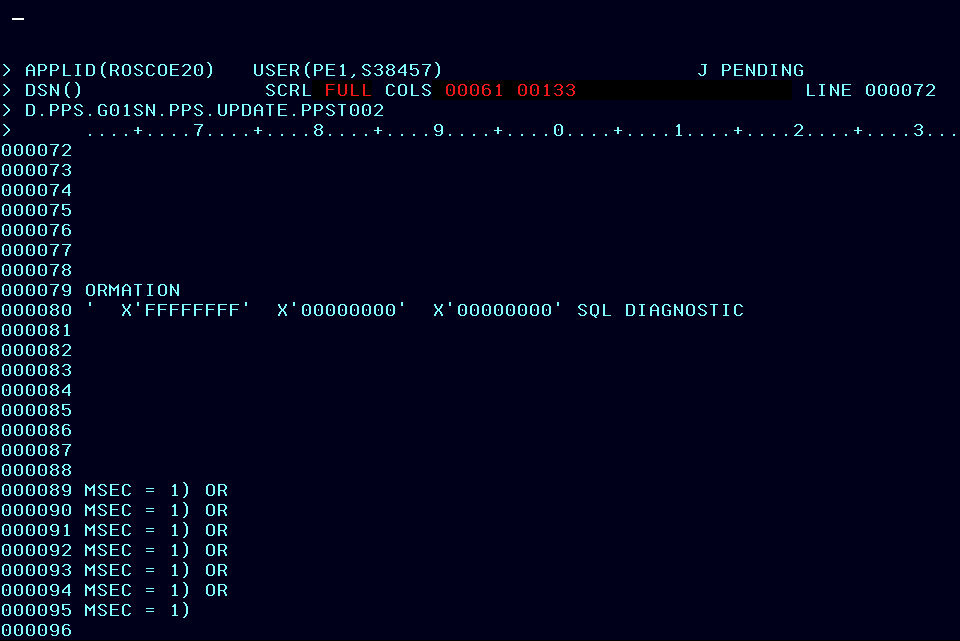 _
> APPLID(ROSCOE20)   USER(PE1,S38457)                     J PENDING
> DSN()               SCRL FULL COLS 00061 00133                   LINE 000072
> D.PPS.G01SN.PPS.UPDATE.PPST002
>      ....+....7....+....8....+....9....+....0....+....1....+....2....+....3...
000072
000073
000074
000075
000076
000077
000078
000079 ORMATION
000080 '  X'FFFFFFFF'  X'00000000'  X'00000000' SQL DIAGNOSTIC
000081
000082
000083
000084
000085
000086
000087
000088
000089 MSEC = 1) OR
000090 MSEC = 1) OR
000091 MSEC = 1) OR
000092 MSEC = 1) OR
000093 MSEC = 1) OR
000094 MSEC = 1) OR
000095 MSEC = 1)
000096